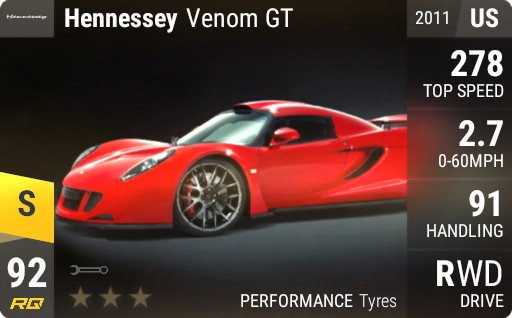 Hennessey
Hennessey Venom GT
2011 US
278
TOP SPEED
2.7
0-60MPH
91
HANDLING
RWD
DRIVE
S
92
RQ
PERFORMANCE Tyres